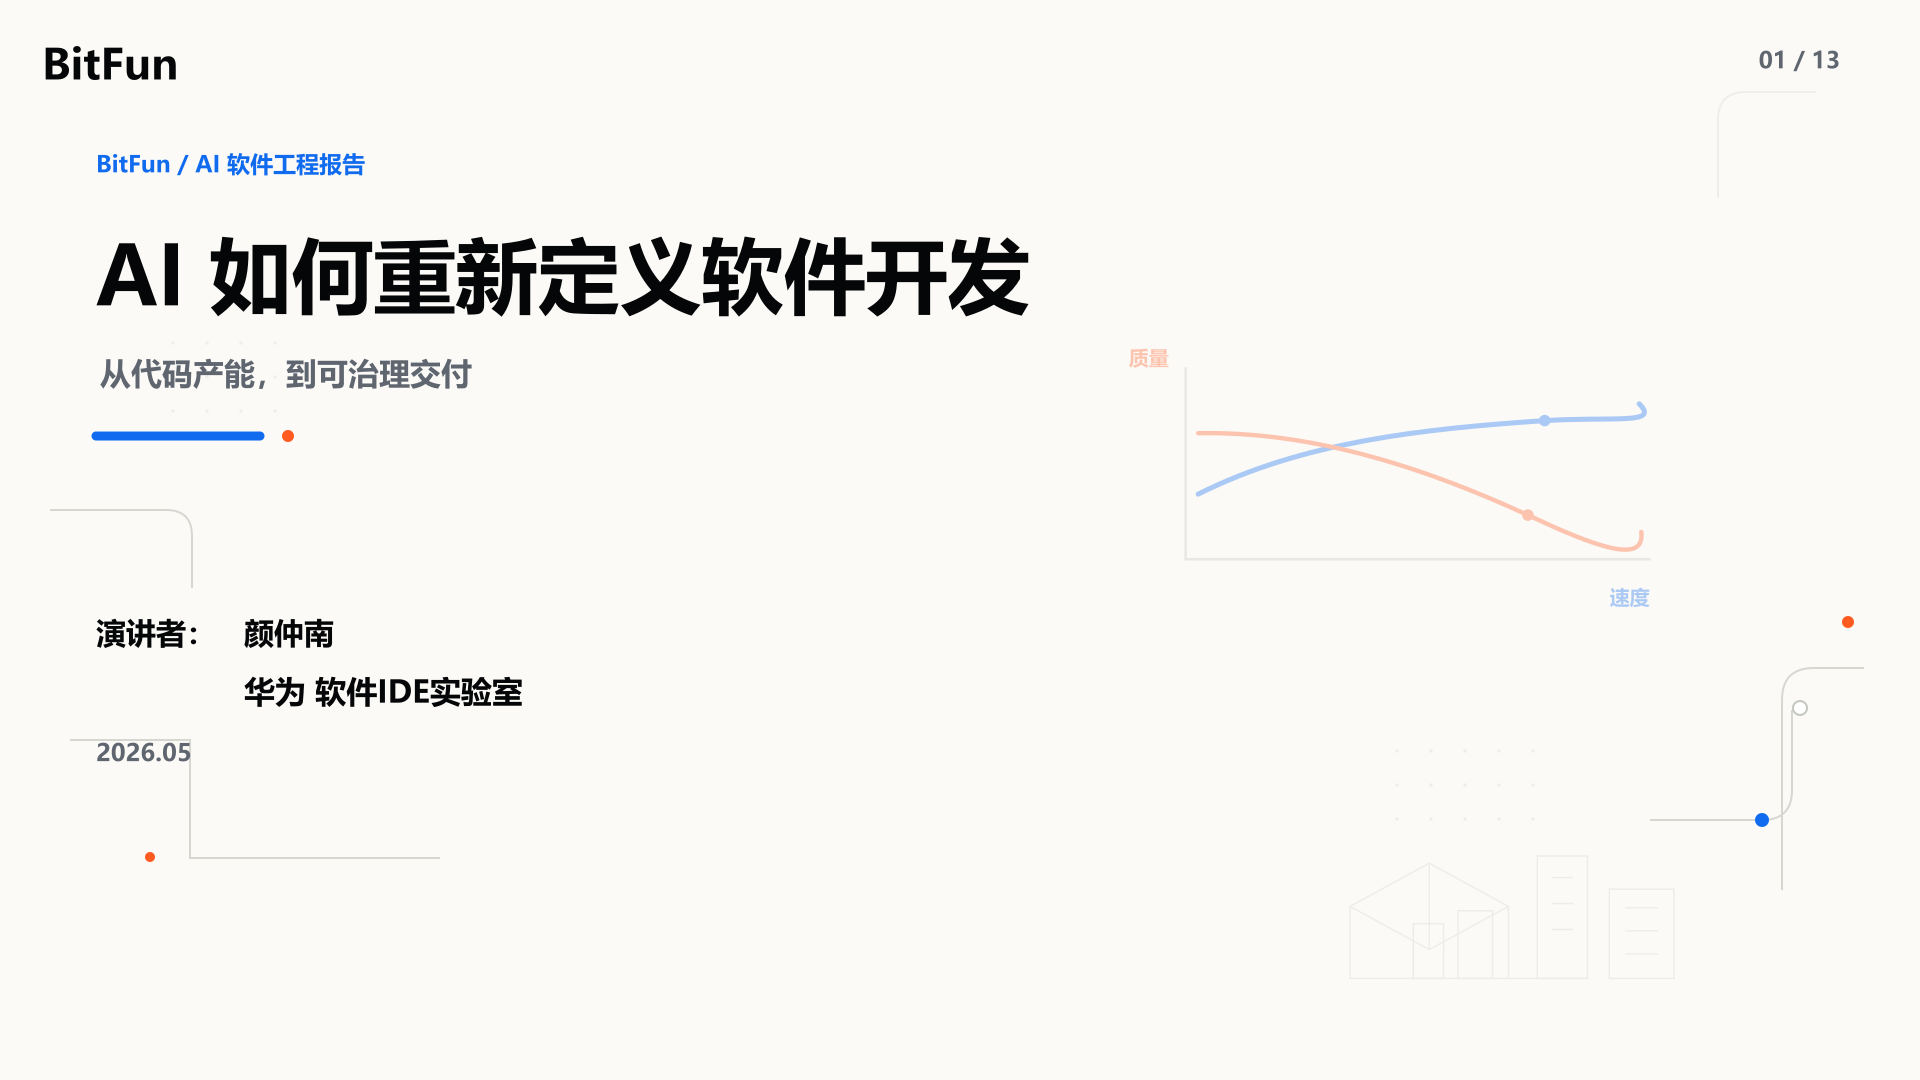 BitFun
01 / 13
BitFun / AI 软件工程报告
AI 如何重新定义软件开发
从代码产能，到可治理交付
质量
速度
演讲者： 颜仲南
华为 软件IDE实验室
2026.05